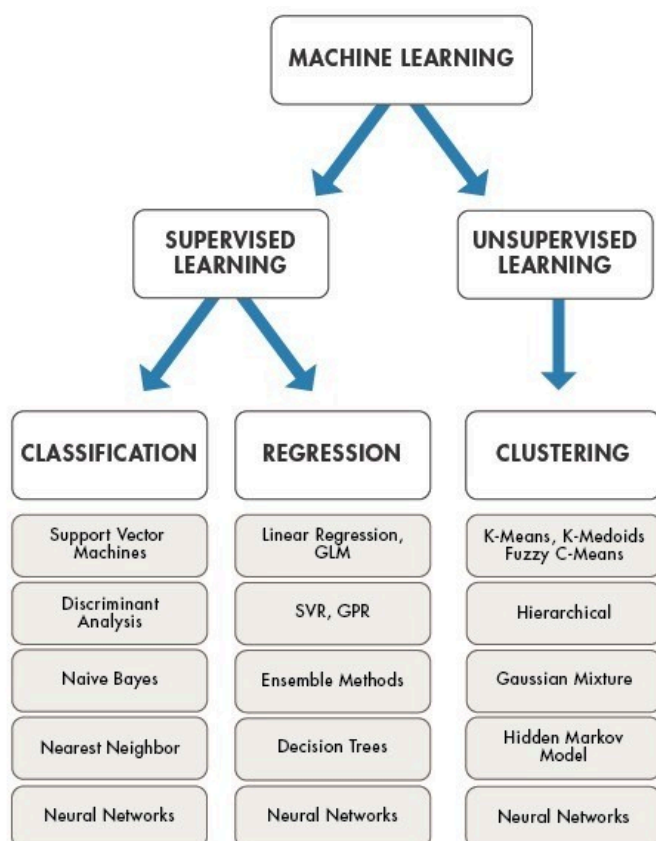 MACHINE LEARNING
SUPERVISED
LEARNING
UNSUPERVISED
LEARNING
CLASSIFICATION
Support Vector
Machines
Discriminant
Analysis
Naive Bayes
Nearest Neighbor
Neural Networks
REGRESSION
Linear Regression,
GLM
SVR, GPR
Ensemble Methods
Decision Trees
Neural Networks
CLUSTERING
K-Means, K-Medoids
Fuzzy C-Means
Hierarchical
Gaussian Mixture
Hidden Markov
Model
Neural Networks